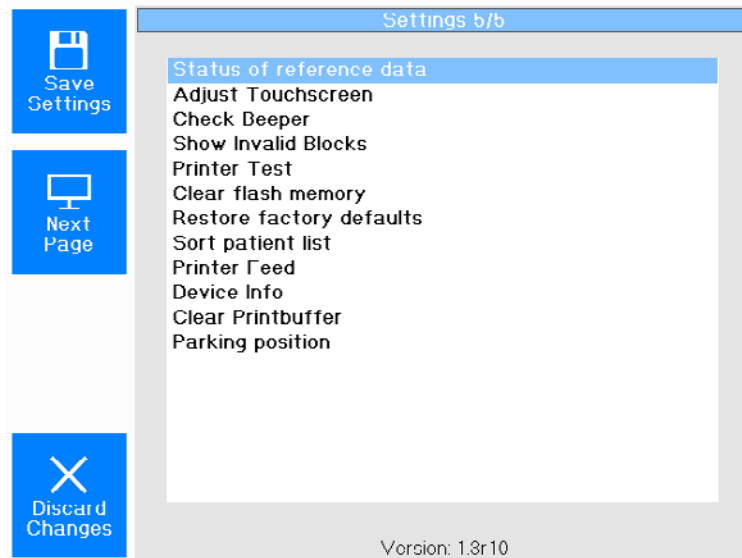 Settings 5/5
Save
Settings
Status of reference data
Adjust Touchscreen
Check Beeper
Show Invalid Blocks
Printer Test
Clear flash memory
Restore factory defaults
Sort patient list
Printer Feed
Device Info
Clear Printbuffer
Parking position
Next
Page
Discard
Changes
Version: 1.3r10